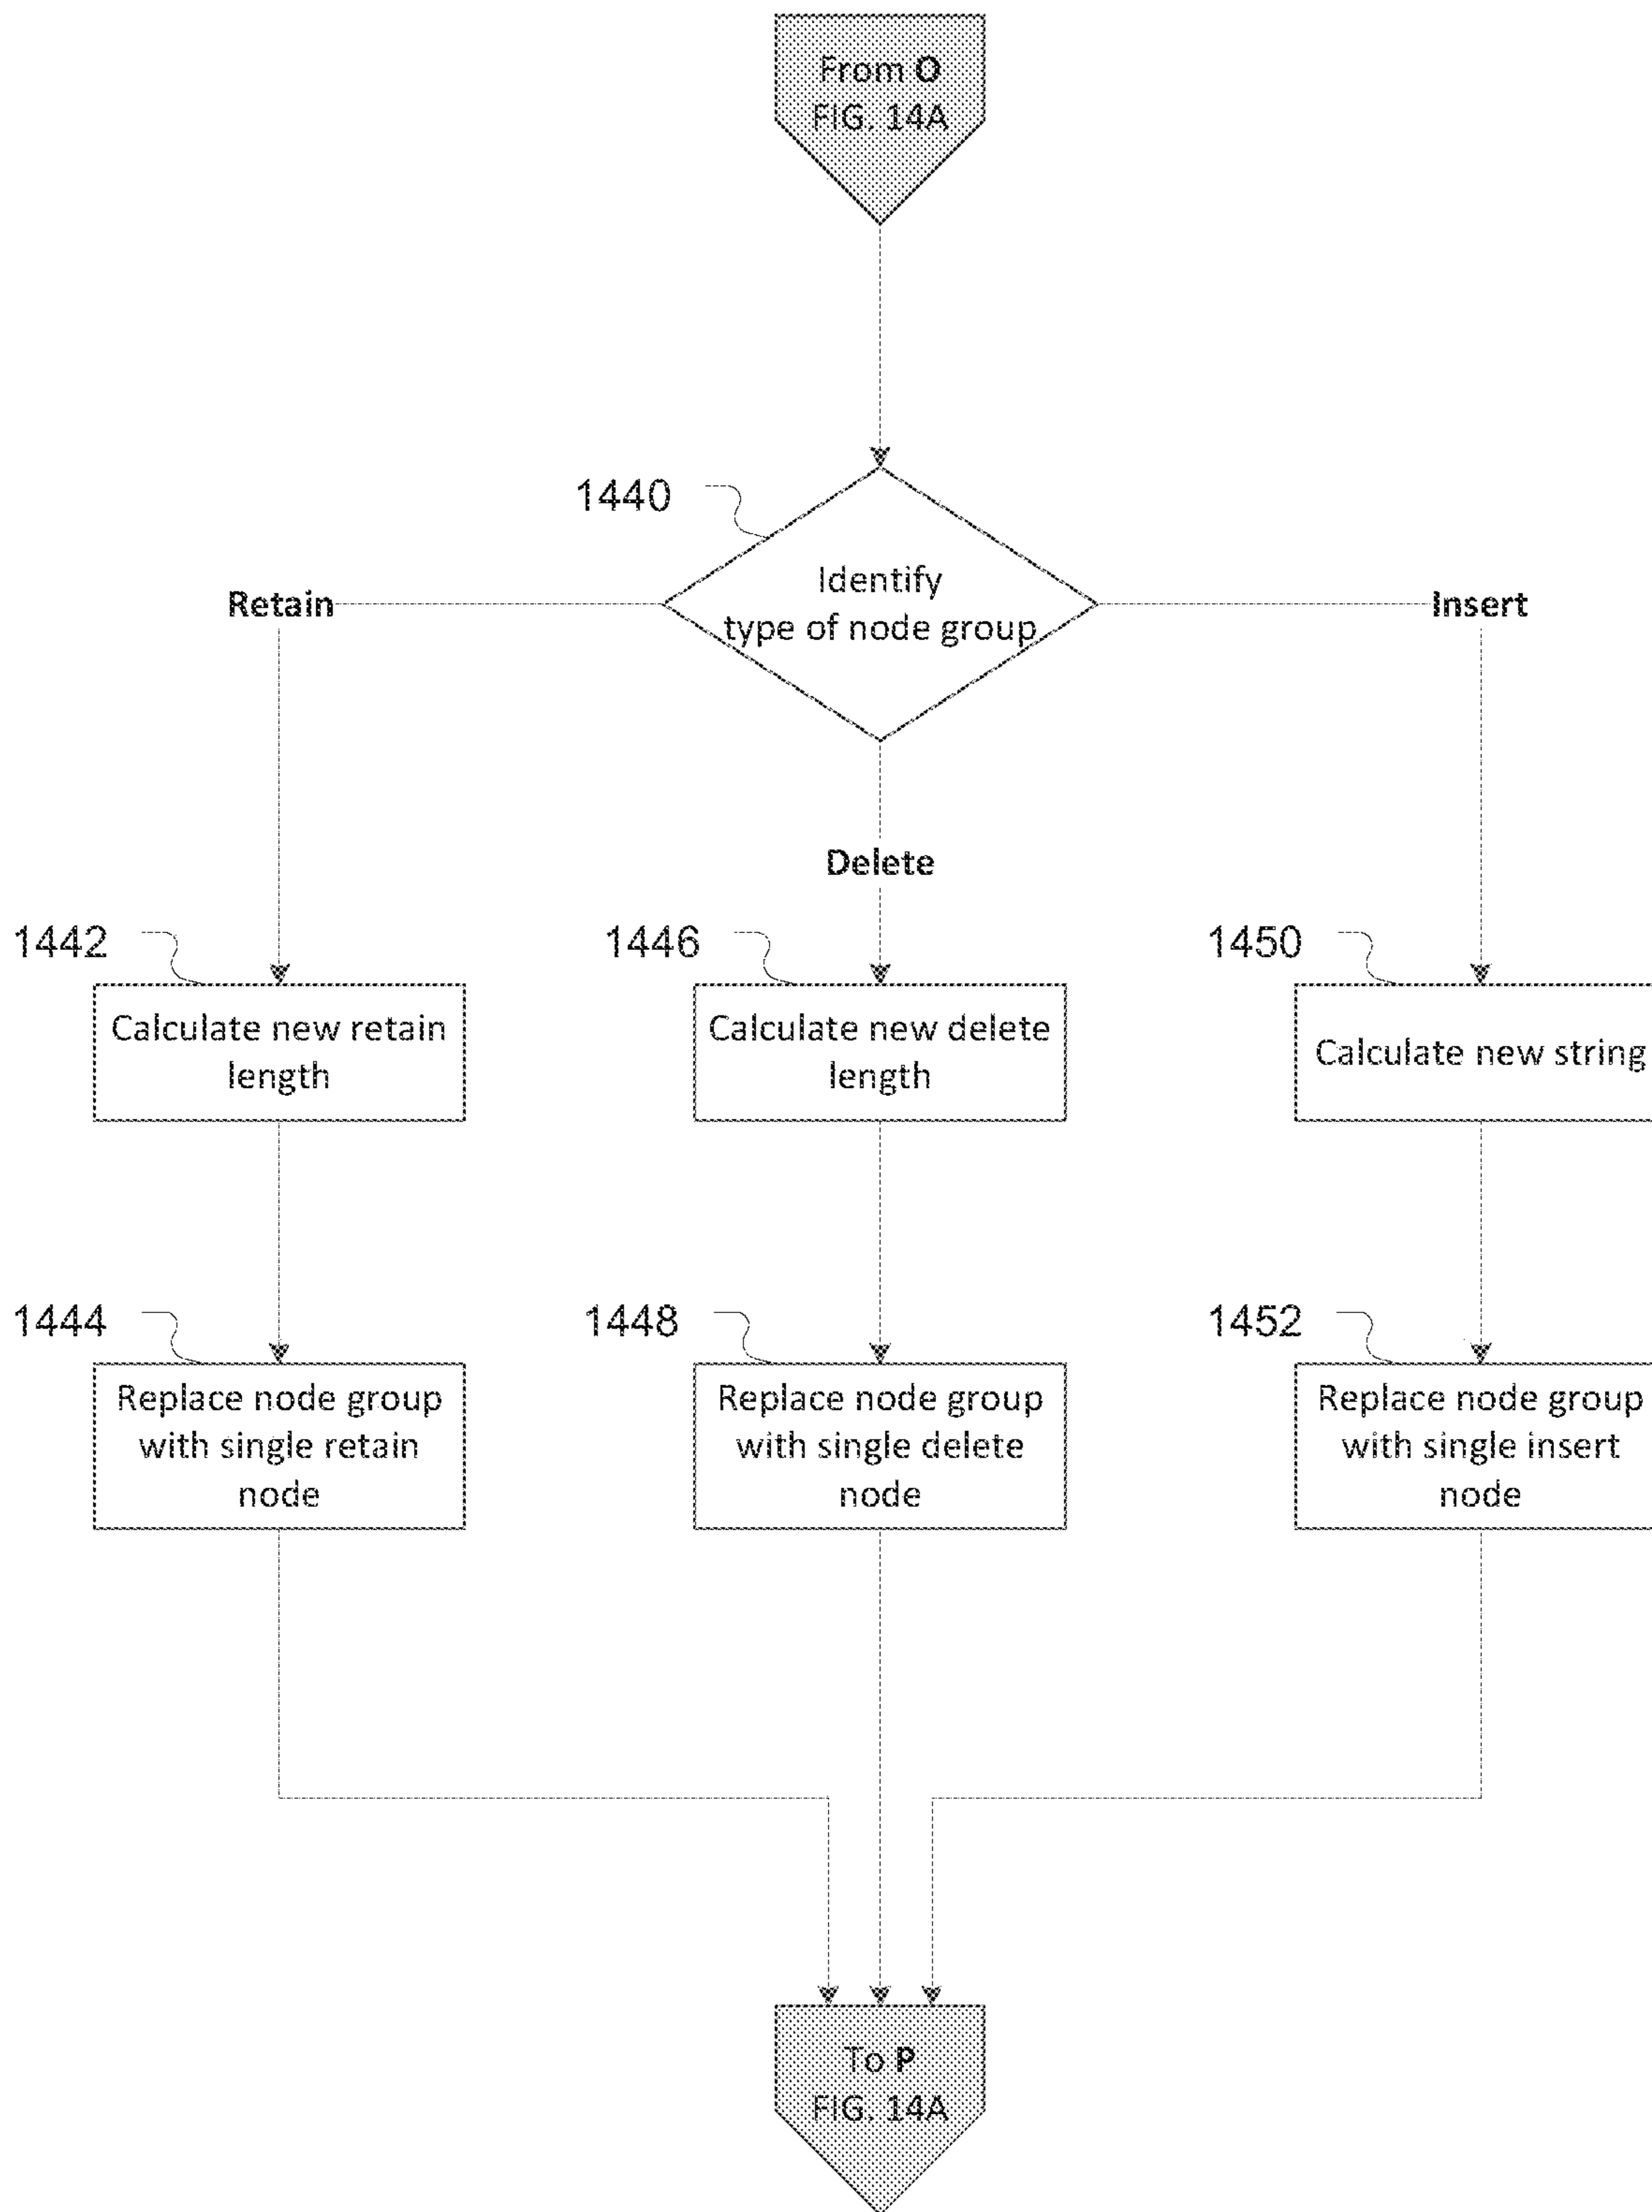 From O
FIG. 14A
1440
Identify
type of node group
Retain
Insert
Delete
1442
1446
1450
Calculate new retain
length
Calculate new delete
length
Calculate new string
1444
1448
1452
Replace node group
with single retain
node
Replace node group
with single delete
node
Replace node group
with single insert
node
To P
FIG. 14A